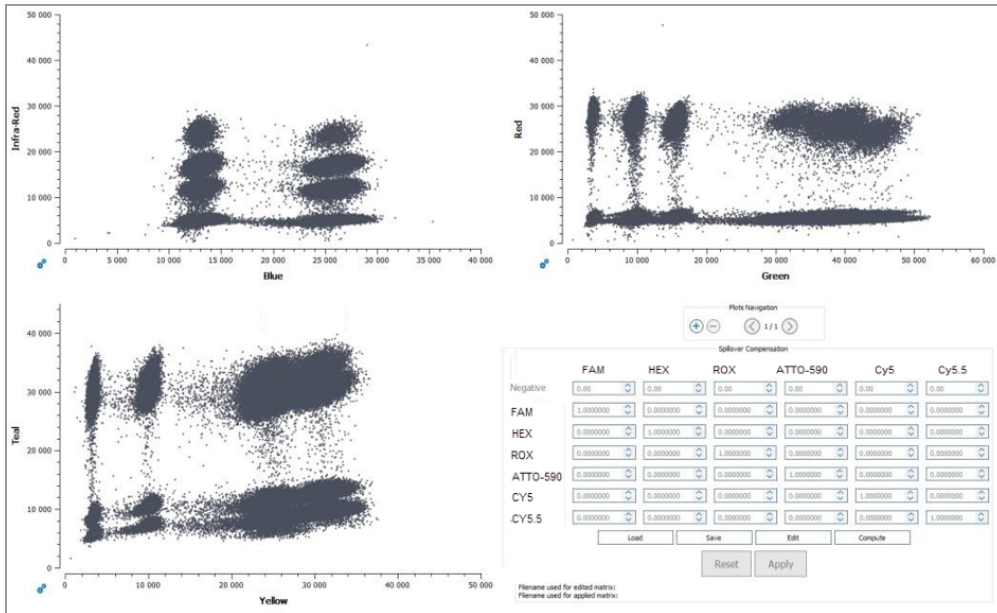 50 000
40 000
30 000
20 000
10 000
0
Infra-Red
0 10 000 15 000 20 000 25 000 30 000 35 000 40 000
Blue
50 000
40 000
30 000
20 000
10 000
0
Red
0 10 000 20 000 30 000 40 000 50 000 60 000
Green
40 000
30 000
20 000
10 000
0
Teal
0 10 000 20 000 30 000 40 000 50 000
Yellow
Plots Navigation
1/1
Spillover Compensation
FAM HEX ROX ATTO-590 Cy5 Cy5.5
Negative 0.00 0.00 0.00 0.00 0.00 0.00
FAM 1.0000000 0.0000000 0.0000000 0.0000000 0.0000000 0.0000000
HEX 0.0000000 1.0000000 0.0000000 0.0000000 0.0000000 0.0000000
ROX 0.0000000 0.0000000 1.0000000 0.0000000 0.0000000 0.0000000
ATTO-590 0.0000000 0.0000000 0.0000000 1.0000000 0.0000000 0.0000000
CY5 0.0000000 0.0000000 0.0000000 0.0000000 1.0000000 0.0000000
CY5.5 0.0000000 0.0000000 0.0000000 0.0000000 0.0000000 1.0000000
Load Save Edit Compute
Reset Apply
Filename used for edited matrix:
Filename used for applied matrix: